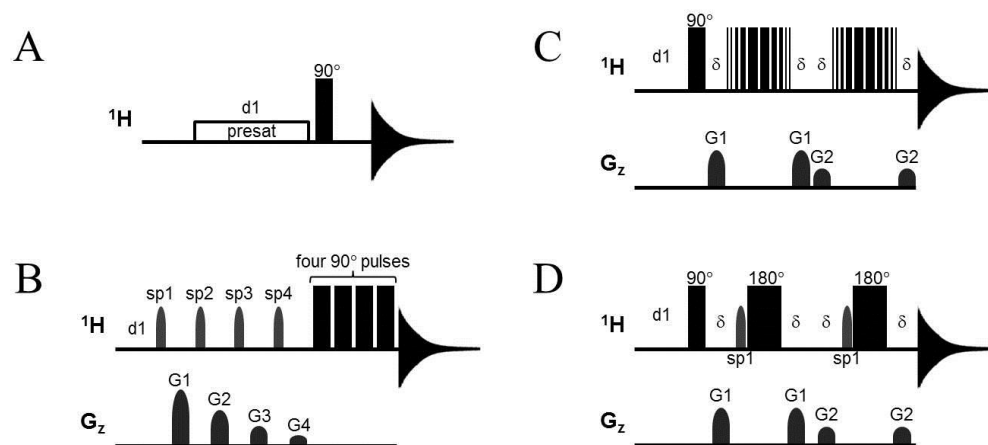 A
90°
d1
¹H
presat
B
four 90° pulses
sp1 sp2 sp3 sp4
¹H
d1
G1
G2
G3
G4
Gz
C
90°
¹H
d1
δ
δ
δ
δ
G1
G1
G2
G2
Gz
D
90°
180°
180°
¹H
d1
δ
δ
δ
δ
sp1
sp1
G1
G1
G2
G2
Gz